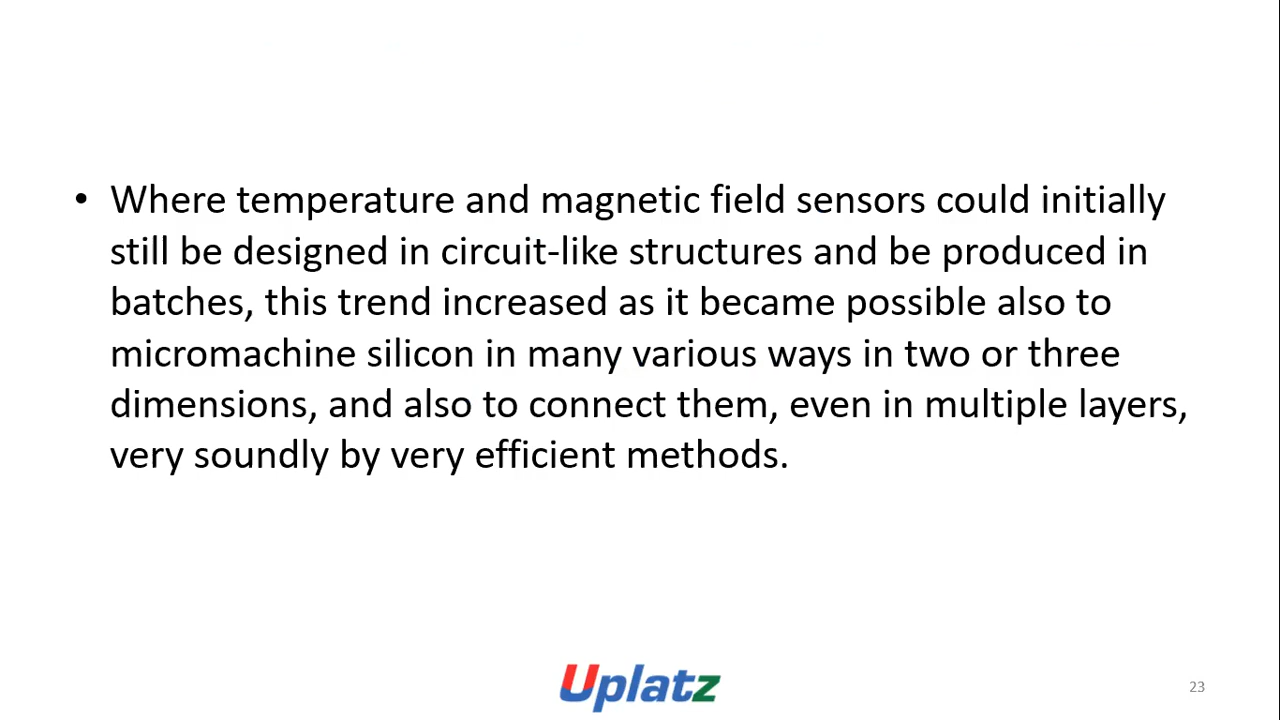 • Where temperature and magnetic field sensors could initially
still be designed in circuit-like structures and be produced in
batches, this trend increased as it became possible also to
micromachine silicon in many various ways in two or three
dimensions, and also to connect them, even in multiple layers,
very soundly by very efficient methods.
Uplatz
23